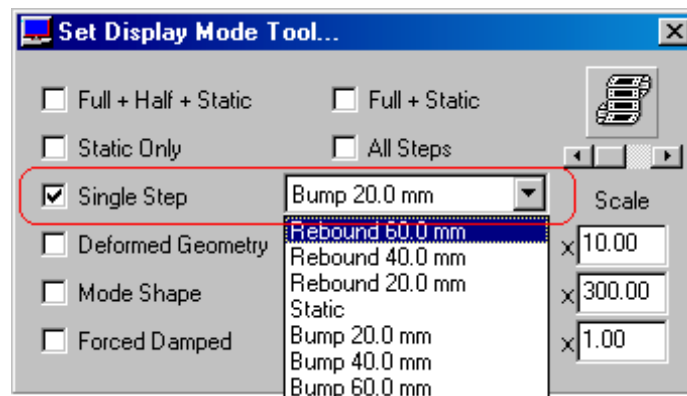 Set Display Mode Tool...
Full + Half + Static
Full + Static
Static Only
All Steps
Single Step
Bump 20.0 mm
Scale
Rebound 60.0 mm
Rebound 40.0 mm
Rebound 20.0 mm
Static
Bump 20.0 mm
Bump 40.0 mm
Bump 60.0 mm
Deformed Geometry
x 10.00
Mode Shape
x 300.00
Forced Damped
x 1.00